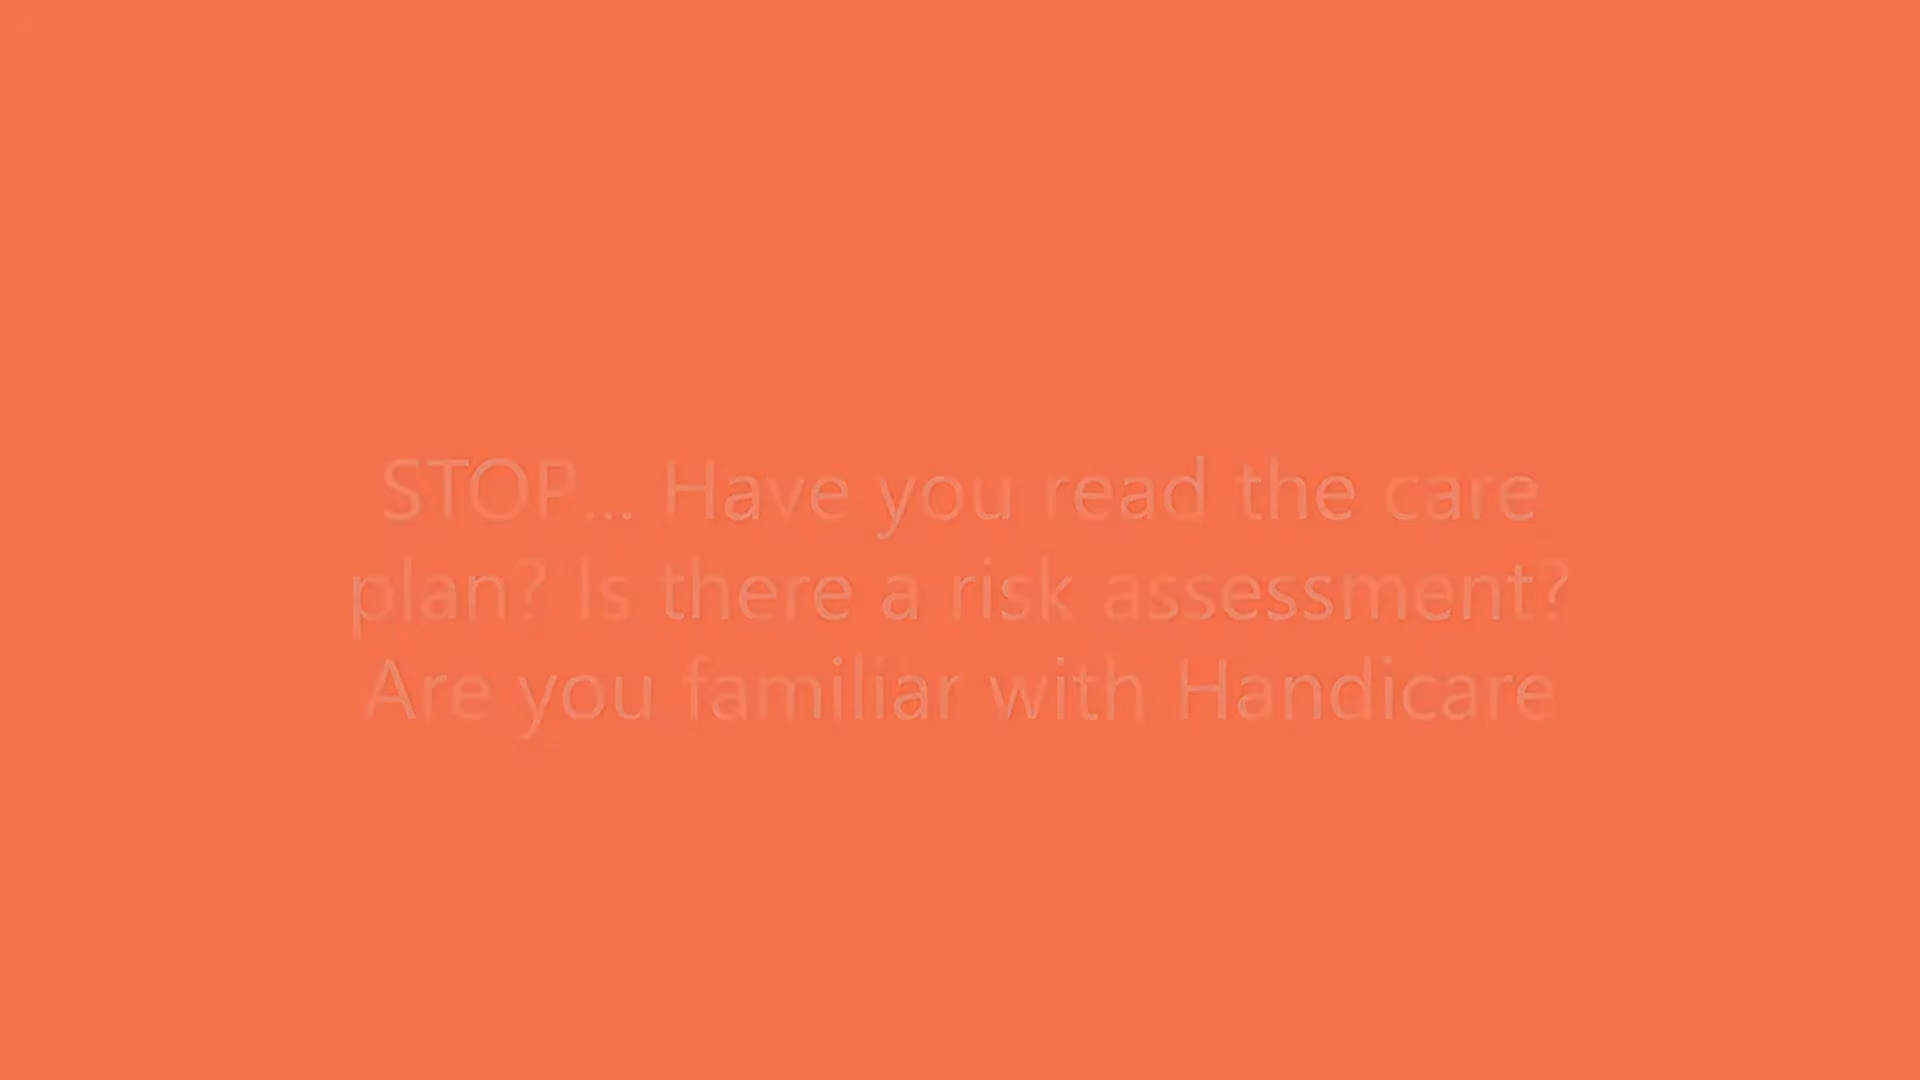 STOP... Have you read the care
plan? Is there a risk assessment?
Are you familiar with Handicare